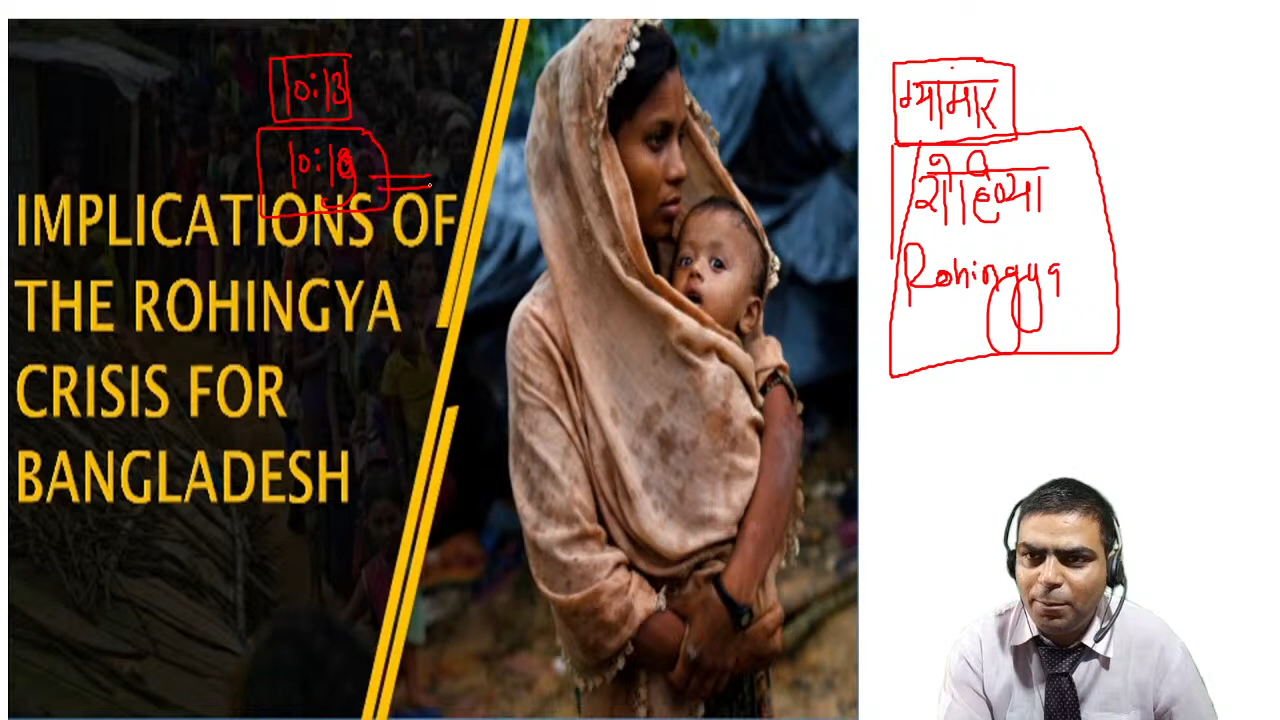 10:13
10:18
IMPLICATIONS OF
THE ROHINGYA
CRISIS FOR
BANGLADESH
म्यांमार
रोहिंग्या
Rohingya